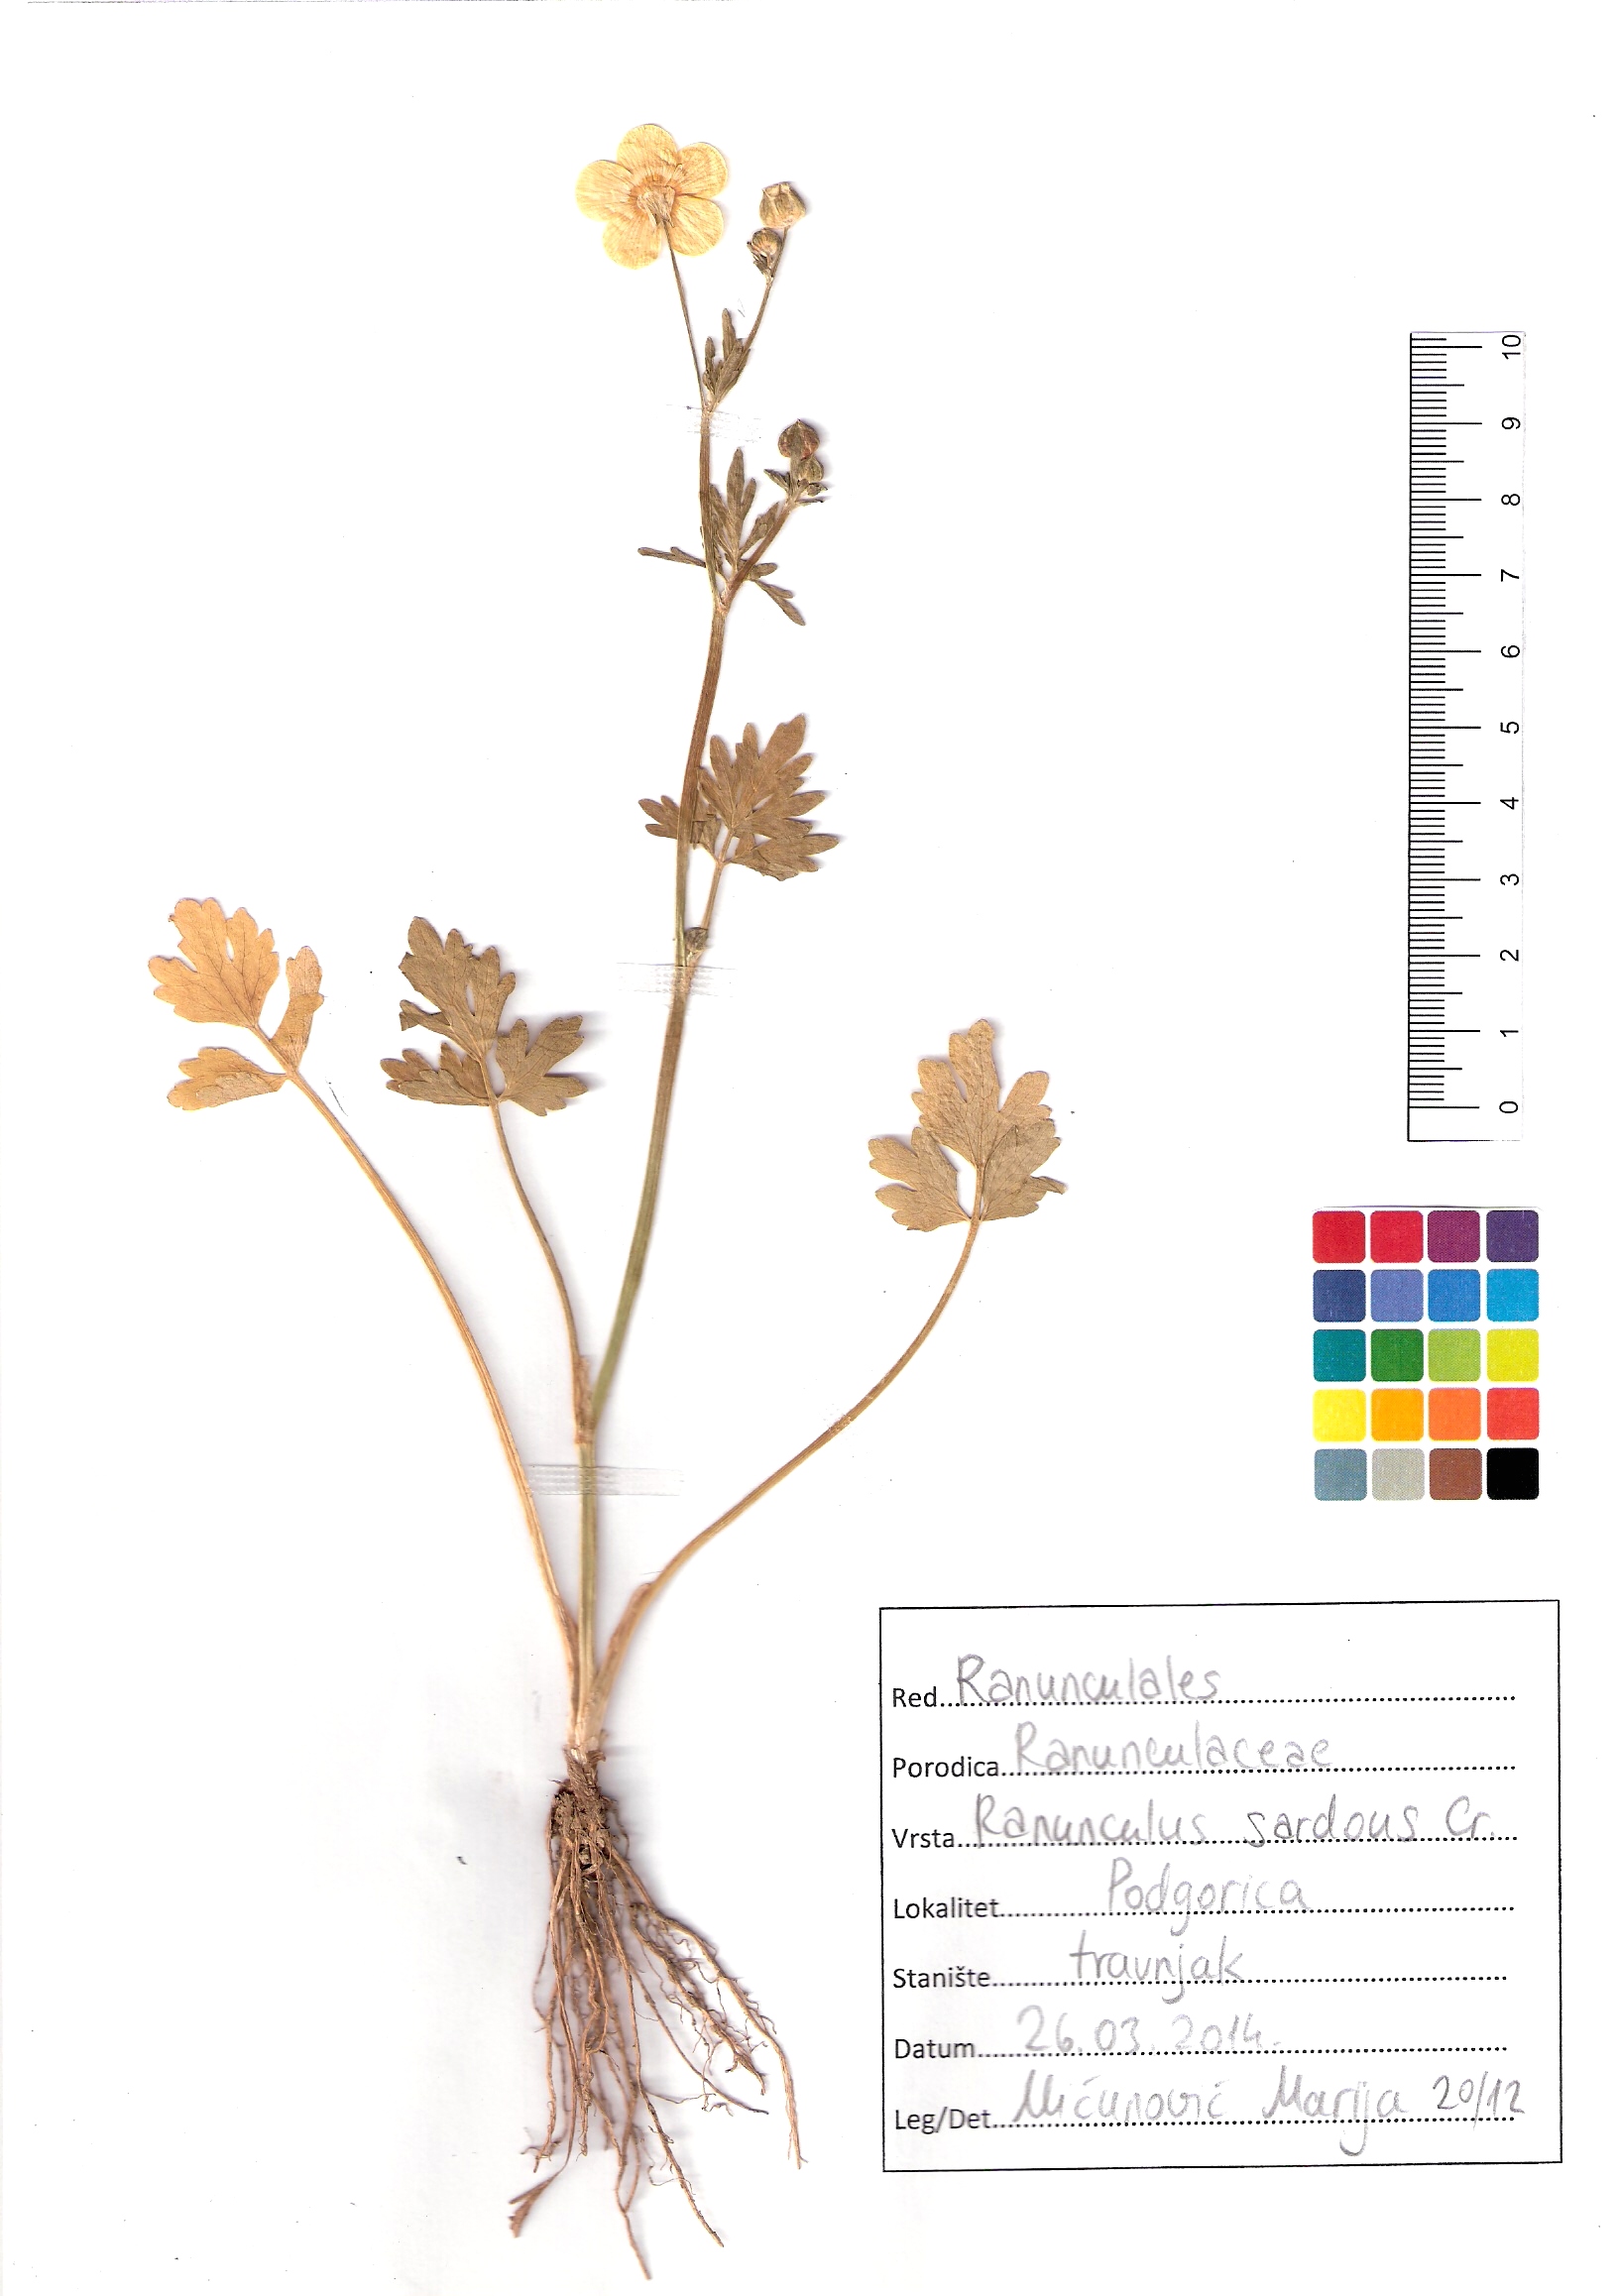 10
9
8
7
6
5
4
3
2
1
0
Red Ranunculales
Porodica Ranunculaceae
Vrsta Ranunculus sardous Cr.
Lokalitet Podgorica
Stanište travnjak
Datum 26.03.2014.
Leg/Det Mićunović Marija 20/12